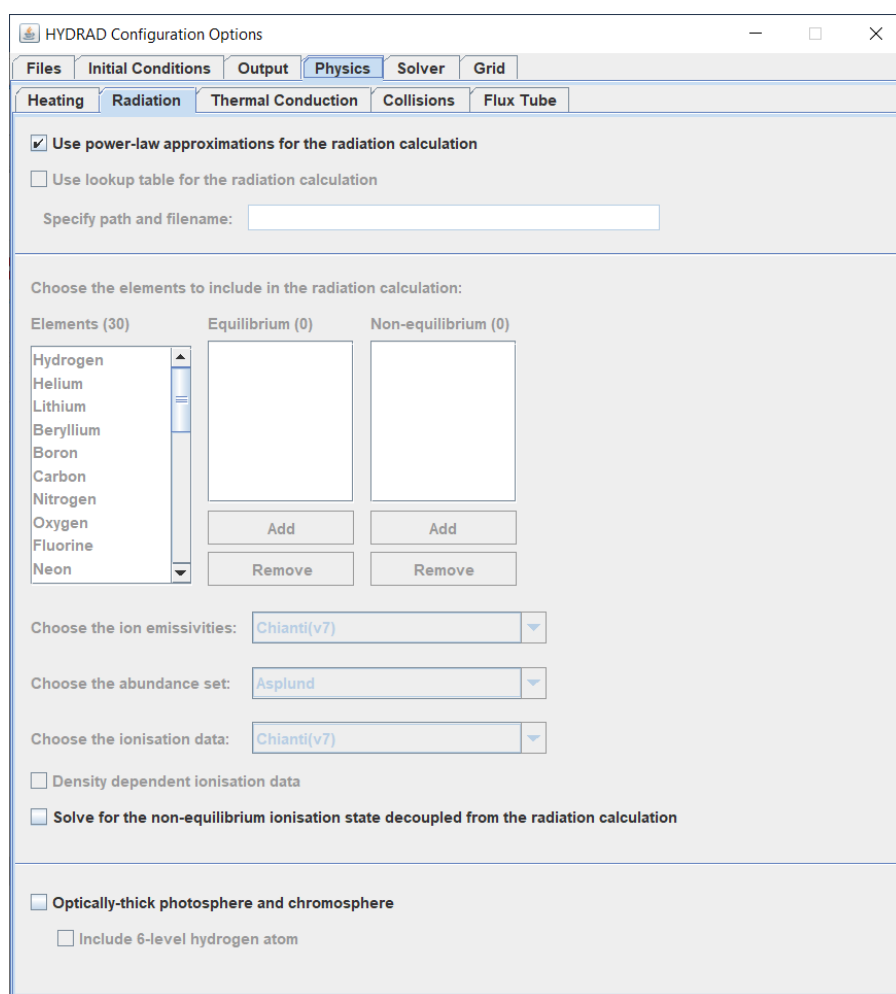 HYDRAD Configuration Options
Files Initial Conditions Output Physics Solver Grid
Heating Radiation Thermal Conduction Collisions Flux Tube
Use power-law approximations for the radiation calculation
Use lookup table for the radiation calculation
Specify path and filename:
Choose the elements to include in the radiation calculation:
Elements (30) Equilibrium (0) Non-equilibrium (0)
Hydrogen
Helium
Lithium
Beryllium
Boron
Carbon
Nitrogen
Oxygen
Fluorine
Neon
Add Add
Remove Remove
Choose the ion emissivities: Chianti(v7)
Choose the abundance set: Asplund
Choose the ionisation data: Chianti(v7)
Density dependent ionisation data
Solve for the non-equilibrium ionisation state decoupled from the radiation calculation
Optically-thick photosphere and chromosphere
Include 6-level hydrogen atom